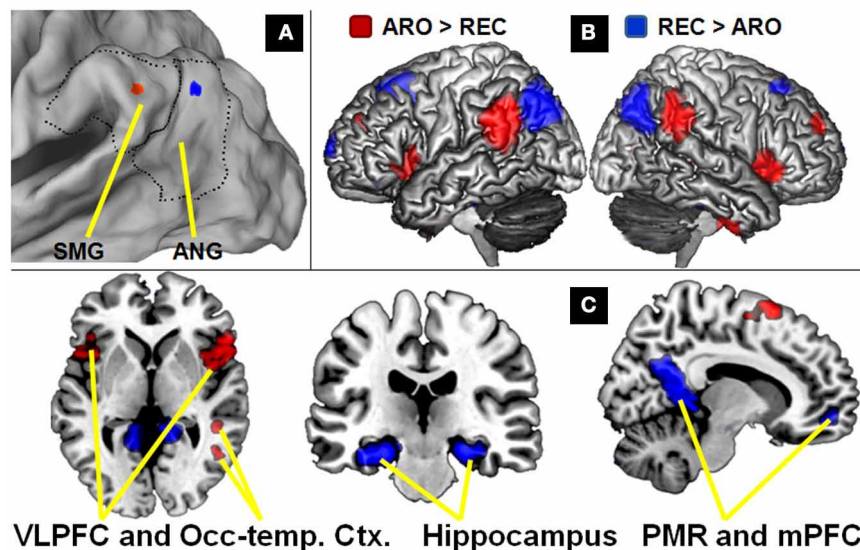 A
SMG
ANG
ARO > REC
B
REC > ARO
C
VLPFC and Occ-temp. Ctx.
Hippocampus
PMR and mPFC